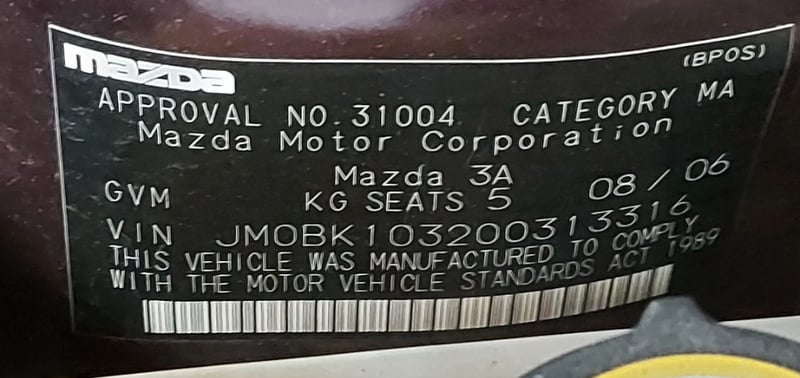 mazda (BPOS)
APPROVAL NO. 31004 CATEGORY MA
Mazda Motor Corporation
Mazda 3A
GVM KG SEATS 5 08 / 06
VIN JM0BK103200313316
THIS VEHICLE WAS MANUFACTURED TO COMPLY
WITH THE MOTOR VEHICLE STANDARDS ACT 1989